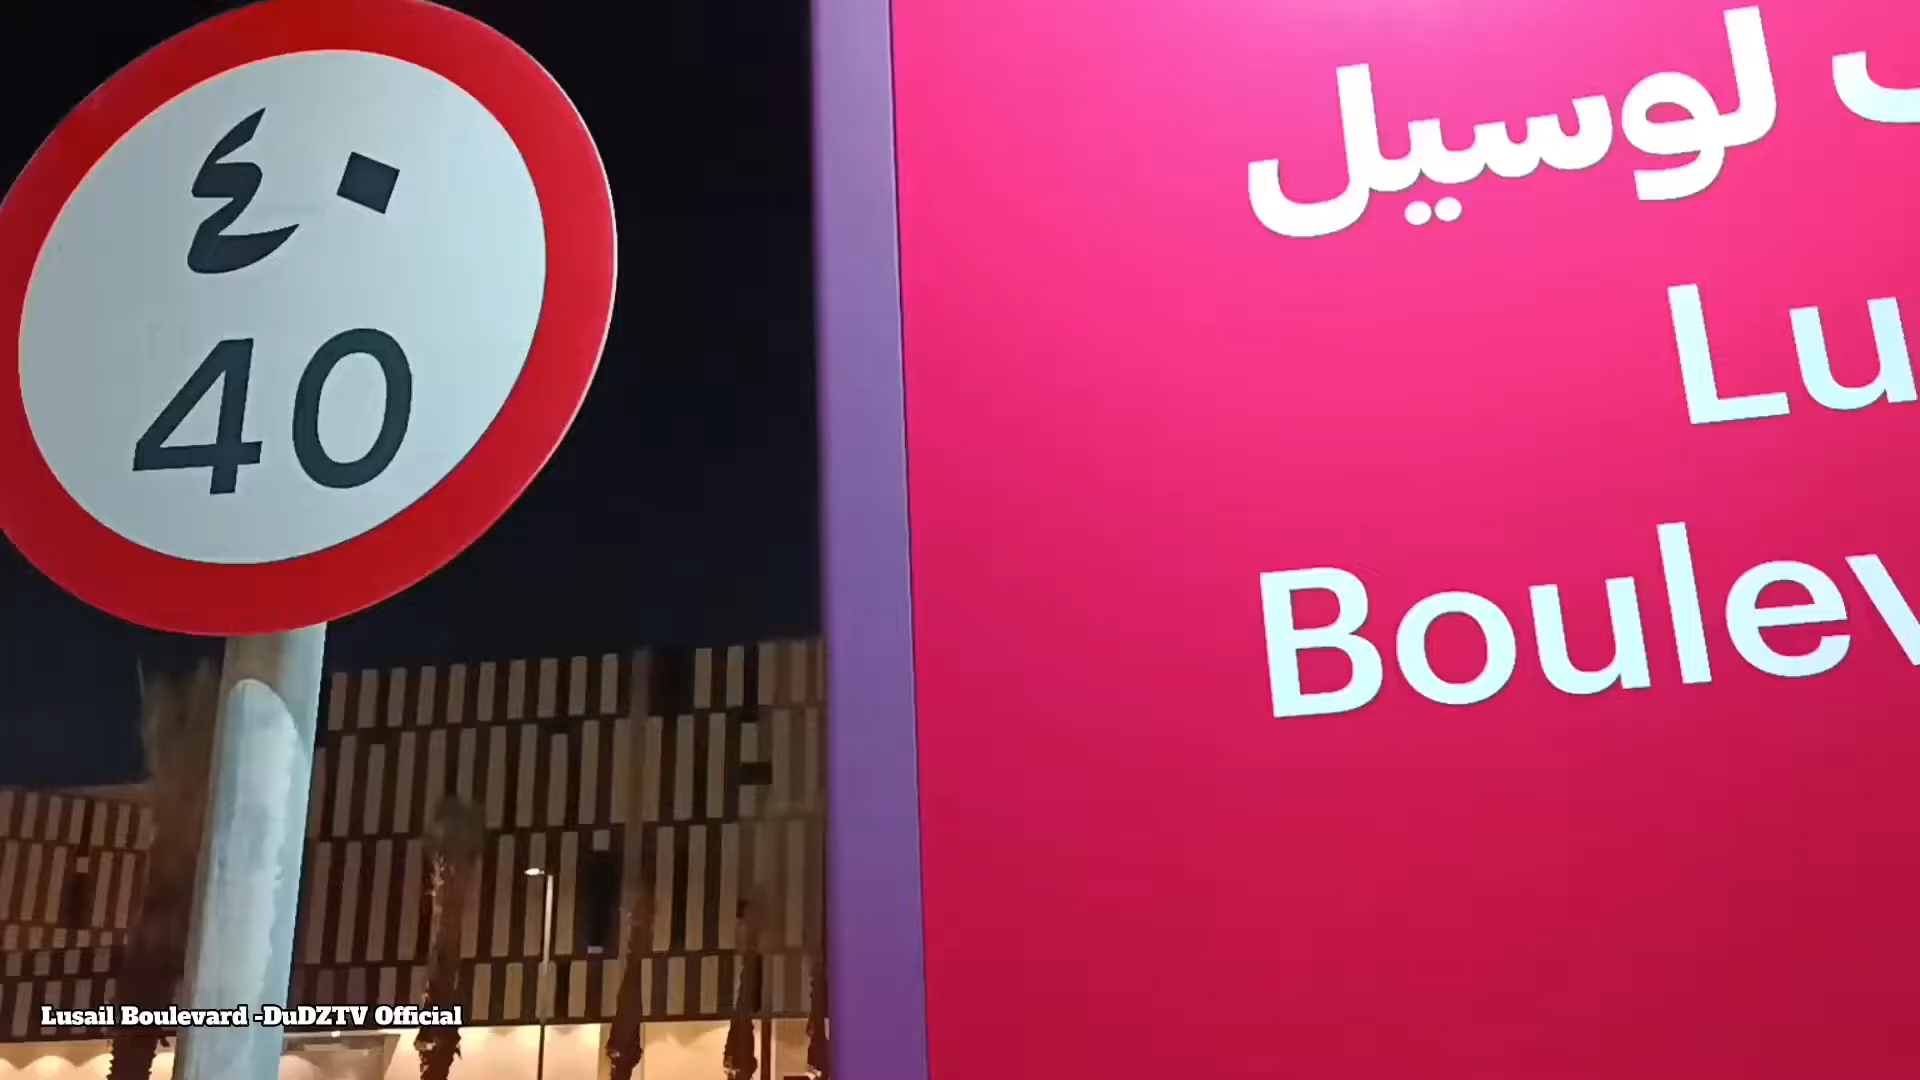 ٤٠
40
لوسيل
Lu
Boulev
Lusail Boulevard -DuDZTV Official